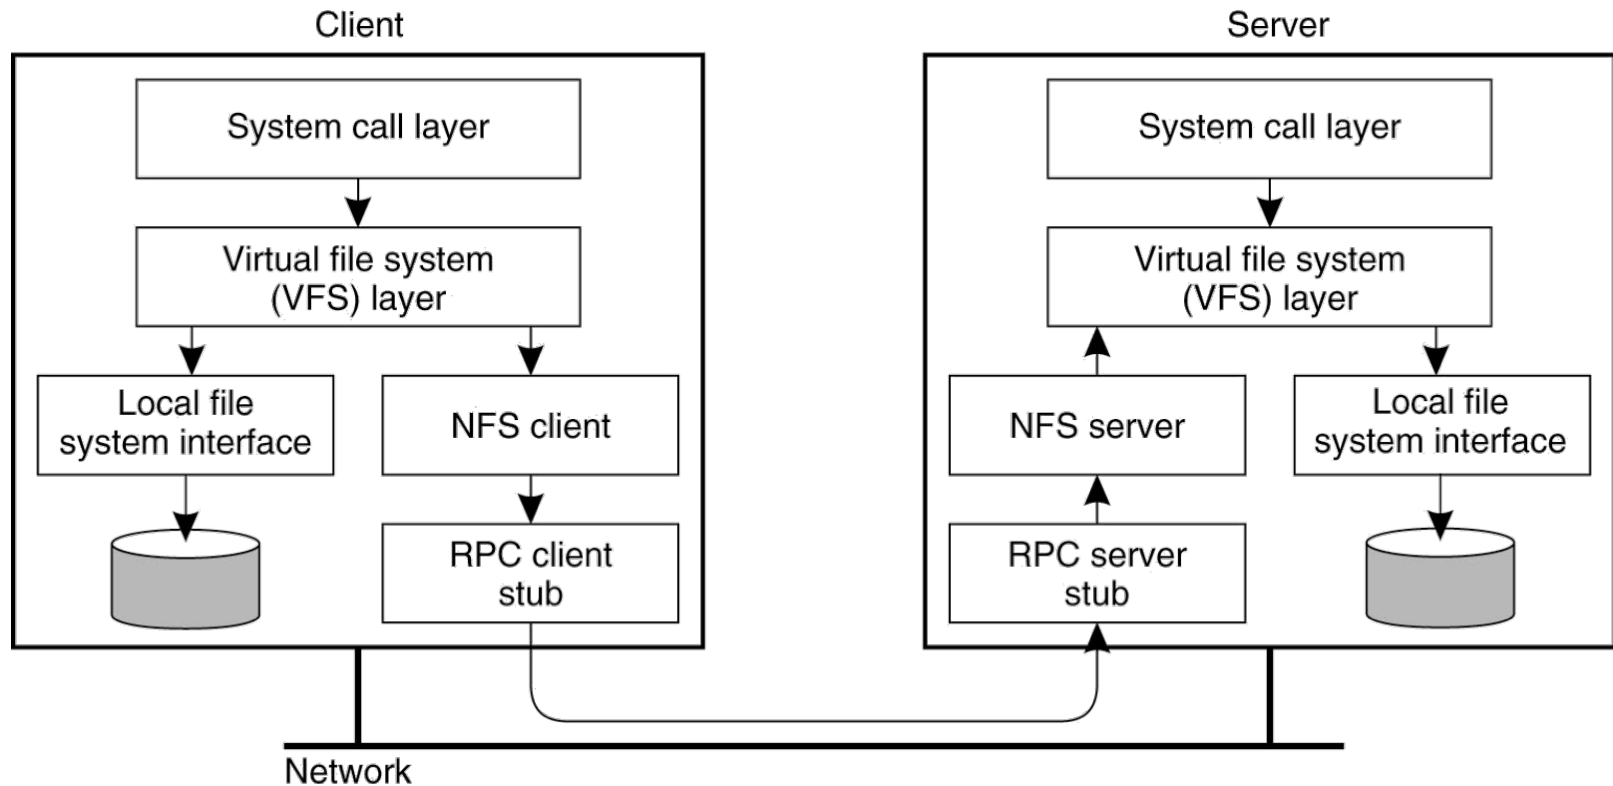 Client
System call layer
Virtual file system
(VFS) layer
Local file
system interface
NFS client
RPC client
stub
Server
System call layer
Virtual file system
(VFS) layer
NFS server
Local file
system interface
RPC server
stub
Network